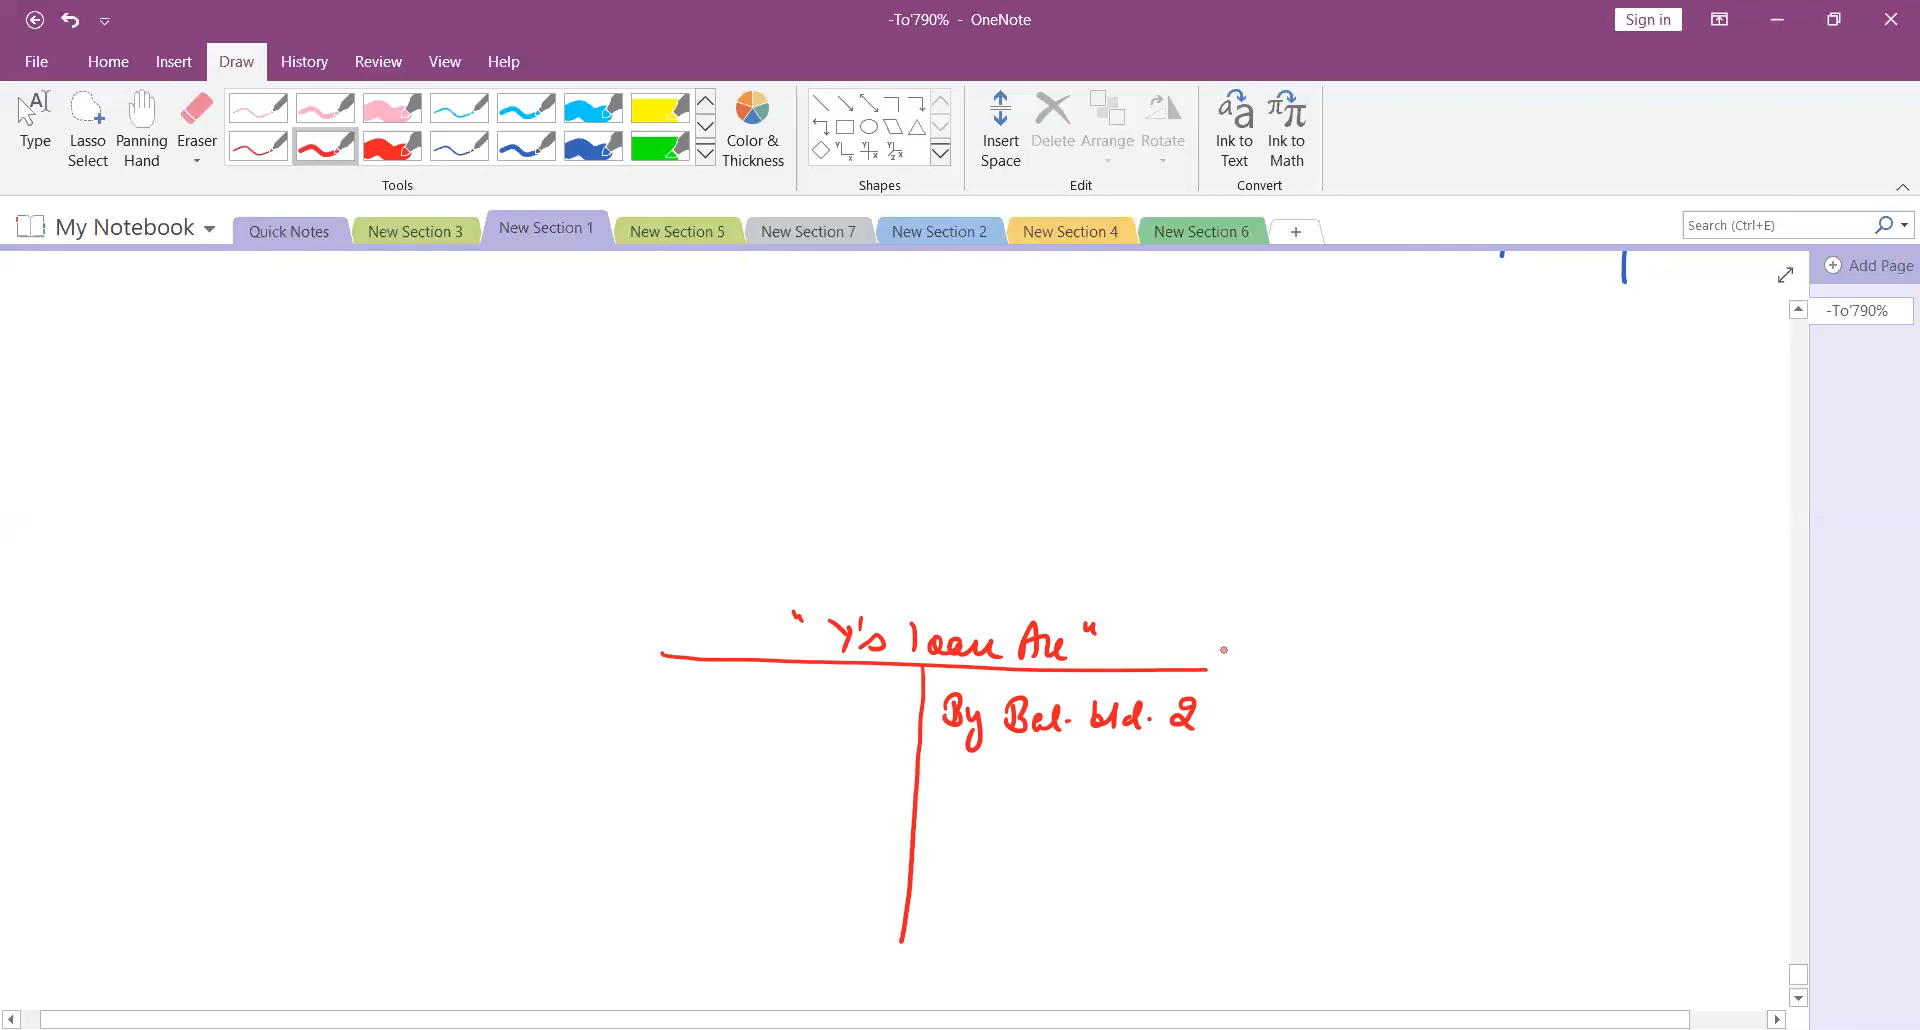 -To'790% - OneNote
Sign in
File Home Insert Draw History Review View Help
Type
Lasso Select
Panning Hand
Eraser
Color & Thickness
Insert Space
Delete
Arrange
Rotate
Ink to Text
Ink to Math
Tools
Shapes
Edit
Convert
My Notebook
Quick Notes
New Section 3
New Section 1
New Section 5
New Section 7
New Section 2
New Section 4
New Section 6
Search (Ctrl+E)
Add Page
-To'790%
" Y's loan A/c "
By Bal. b/d. 2